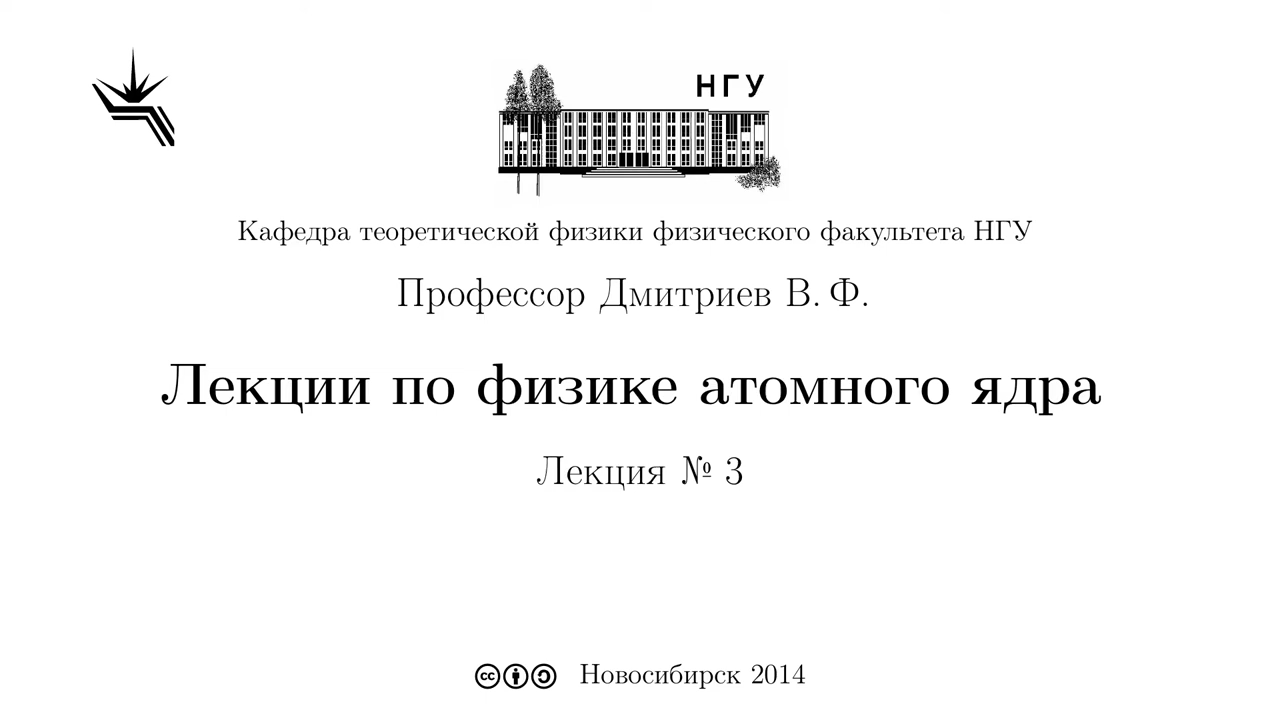 НГУ
Кафедра теоретической физики физического факультета НГУ
Профессор Дмитриев В. Ф.
Лекции по физике атомного ядра
Лекция № 3
cc Новосибирск 2014